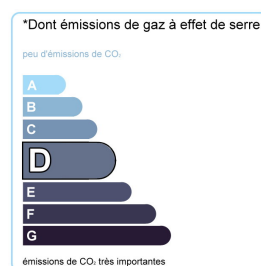 *Dont émissions de gaz à effet de serre
peu d'émissions de CO₂
A
B
C
D
E
F
G
émissions de CO₂ très importantes